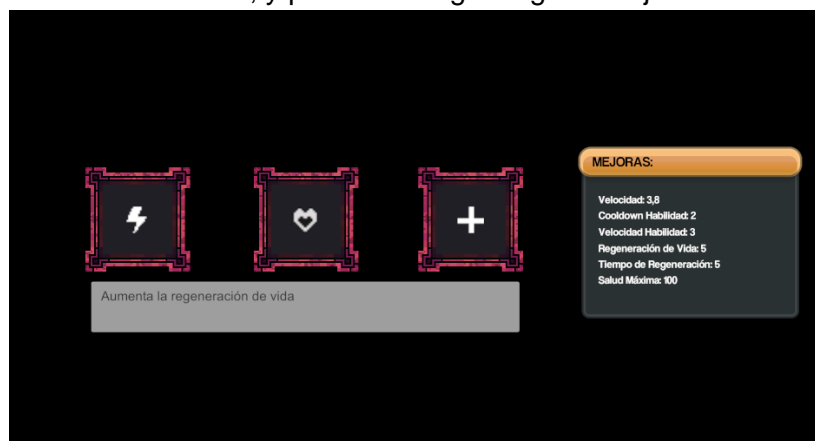 Aumenta la regeneración de vida
MEJORAS:
Velocidad: 3,8
Cooldown Habilidad: 2
Velocidad Habilidad: 3
Regeneración de Vida: 5
Tiempo de Regeneración: 5
Salud Máxima: 100